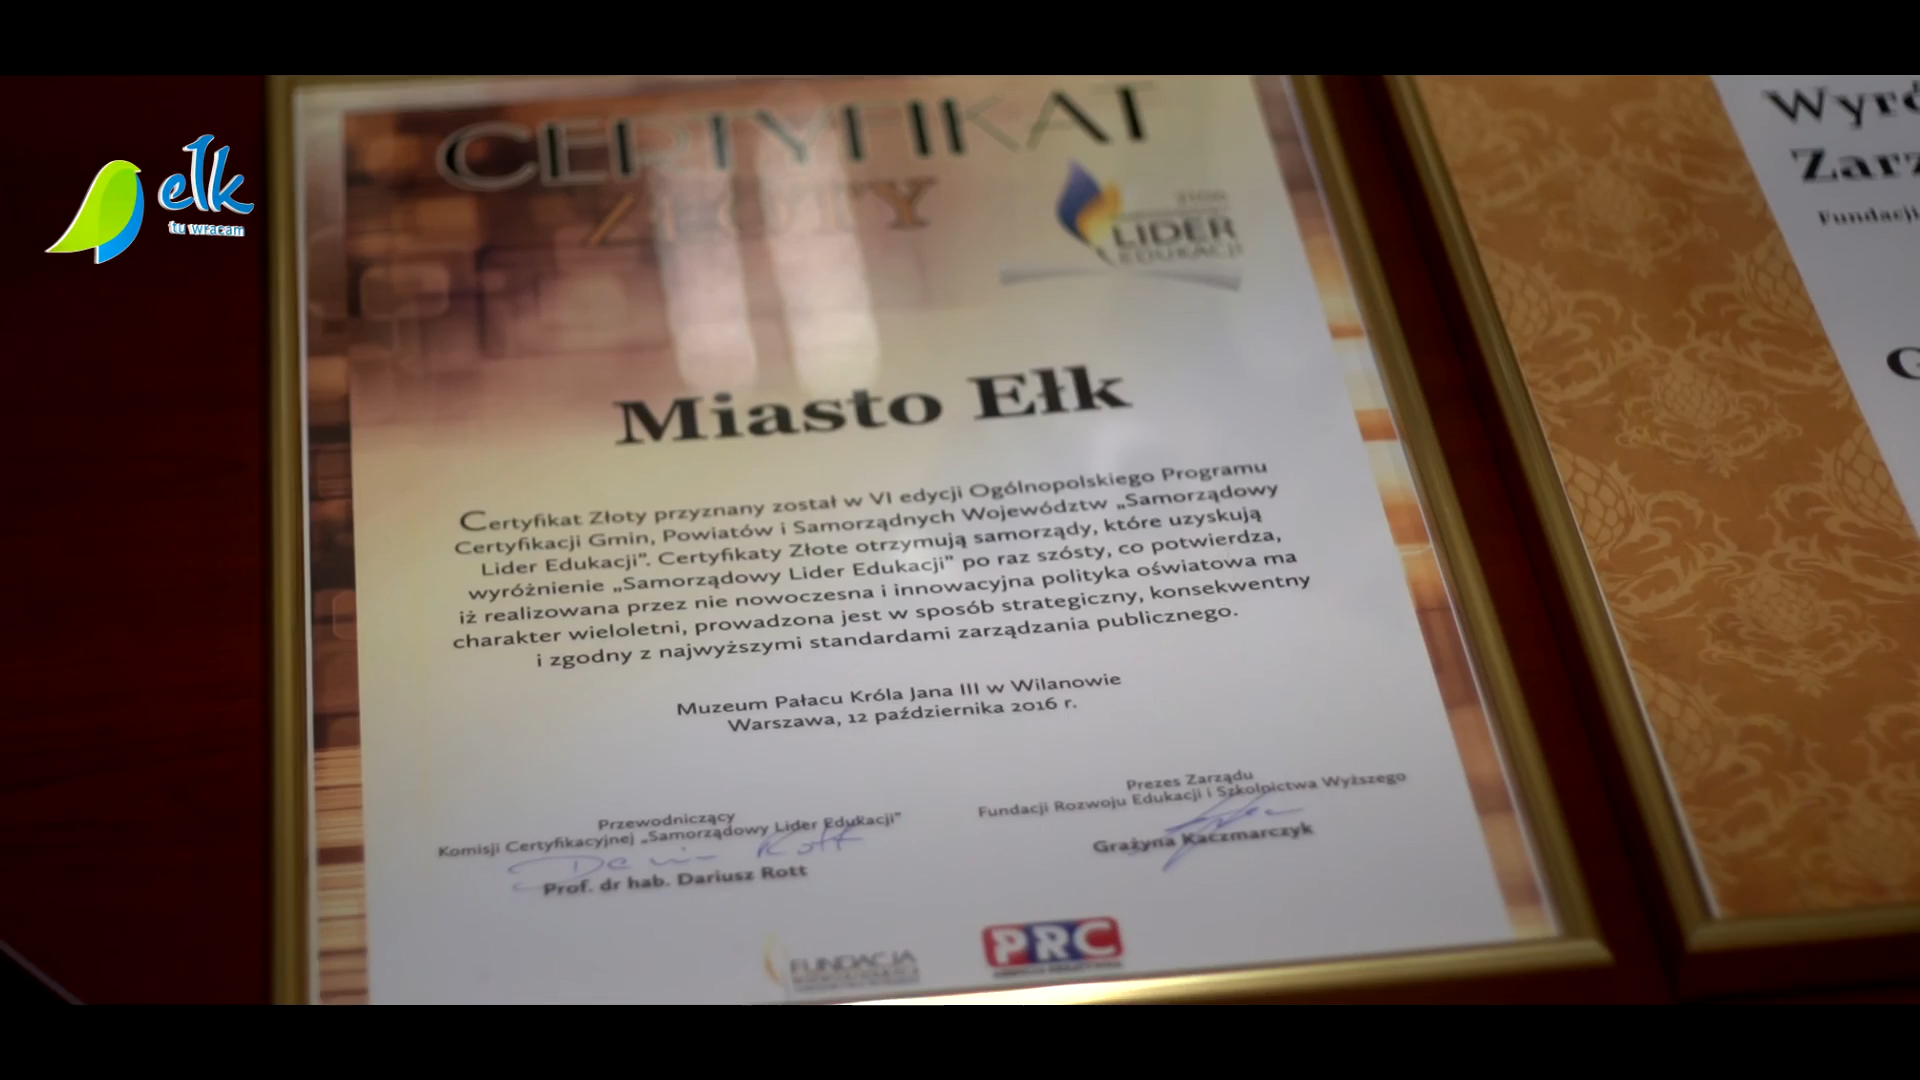 ełk
tu wracam
CERTYFIKAT
ZŁOTY
LIDER
EDUKACJI
Miasto Ełk
Certyfikat Złoty przyznany został w VI edycji Ogólnopolskiego Programu
Certyfikacji Gmin, Powiatów i Samorządnych Województw „Samorządowy
Lider Edukacji”. Certyfikaty Złote otrzymują samorządy, które uzyskują
wyróżnienie „Samorządowy Lider Edukacji” po raz szósty, co potwierdza,
iż realizowana przez nie nowoczesna i innowacyjna polityka oświatowa ma
charakter wieloletni, prowadzona jest w sposób strategiczny, konsekwentny
i zgodny z najwyższymi standardami zarządzania publicznego.
Muzeum Pałacu Króla Jana III w Wilanowie
Warszawa, 12 października 2016 r.
Przewodniczący
Komisji Certyfikacyjnej „Samorządowy Lider Edukacji”
Prof. dr hab. Dariusz Rott
Prezes Zarządu
Fundacji Rozwoju Edukacji i Szkolnictwa Wyższego
Grażyna Kaczmarczyk
FUNDACJA
PRC
Wyró
Zarz
Fundacji
G